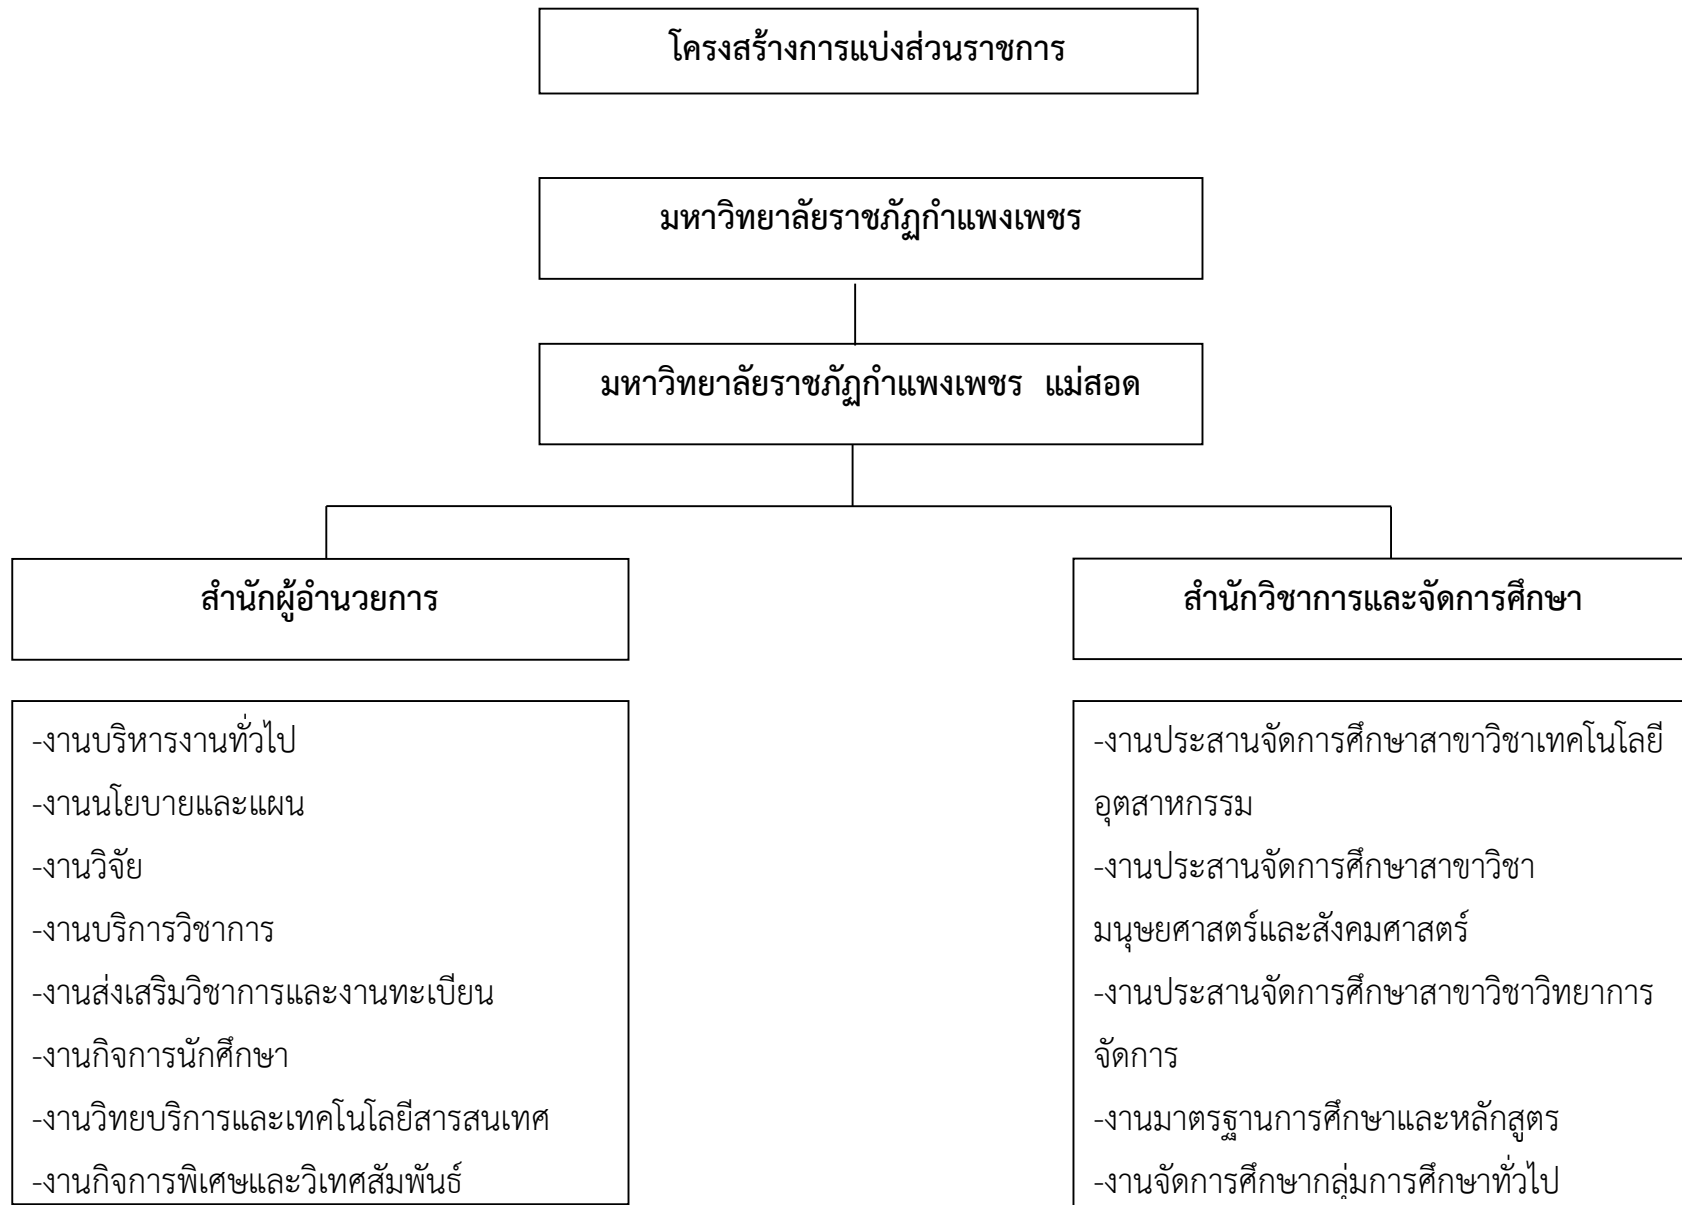 โครงสร้างการแบ่งส่วนราชการ
มหาวิทยาลัยราชภัฏกำแพงเพชร
มหาวิทยาลัยราชภัฏกำแพงเพชร แม่สอด
สำนักผู้อำนวยการ
-งานบริหารงานทั่วไป
-งานนโยบายและแผน
-งานวิจัย
-งานบริการวิชาการ
-งานส่งเสริมวิชาการและงานทะเบียน
-งานกิจการนักศึกษา
-งานวิทยบริการและเทคโนโลยีสารสนเทศ
-งานกิจการพิเศษและวิเทศสัมพันธ์
สำนักวิชาการและจัดการศึกษา
-งานประสานจัดการศึกษาสาขาวิชาเทคโนโลยี
อุตสาหกรรม
-งานประสานจัดการศึกษาสาขาวิชา
มนุษยศาสตร์และสังคมศาสตร์
-งานประสานจัดการศึกษาสาขาวิชาวิทยาการ
จัดการ
-งานมาตรฐานการศึกษาและหลักสูตร
-งานจัดการศึกษากลุ่มการศึกษาทั่วไป